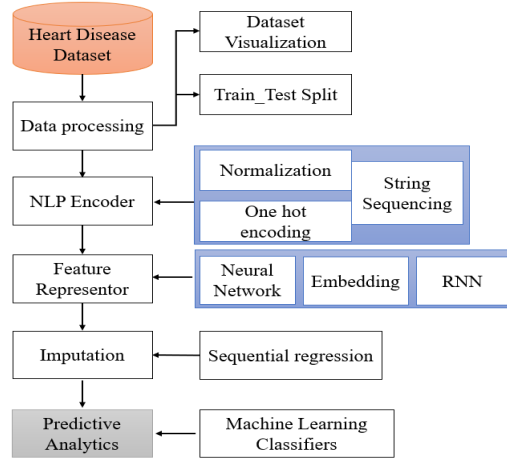 Heart Disease
Dataset
Dataset
Visualization
Train_Test Split
Data processing
Normalization
String
Sequencing
NLP Encoder
One hot
encoding
Feature
Representor
Neural
Network
Embedding
RNN
Imputation
Sequential regression
Predictive
Analytics
Machine Learning
Classifiers